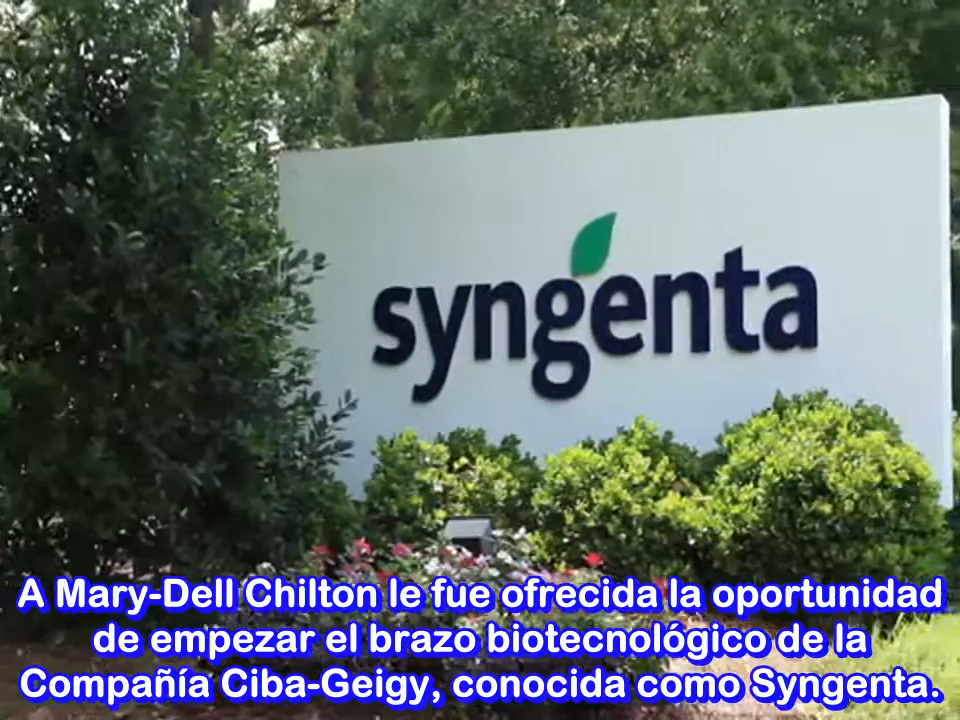 syngenta
A Mary-Dell Chilton le fue ofrecida la oportunidad
de empezar el brazo biotecnológico de la
Compañía Ciba-Geigy, conocida como Syngenta.